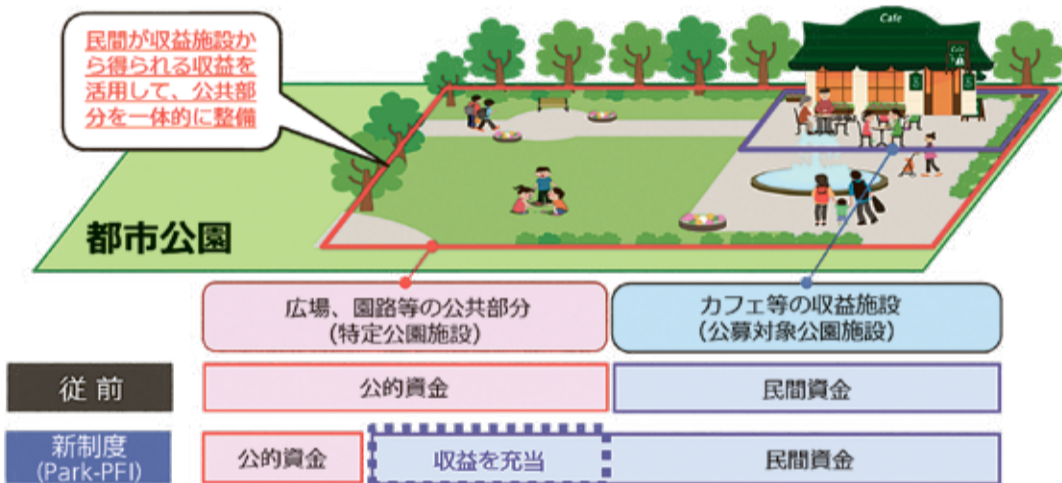 民間が収益施設か
ら得られる収益を
活用して、公共部
分を一体的に整備
Cafe
Cafe
都市公園
広場、園路等の公共部分
(特定公園施設)
カフェ等の収益施設
(公募対象公園施設)
従 前
公的資金
民間資金
新制度
(Park-PFI)
公的資金
収益を充当
民間資金